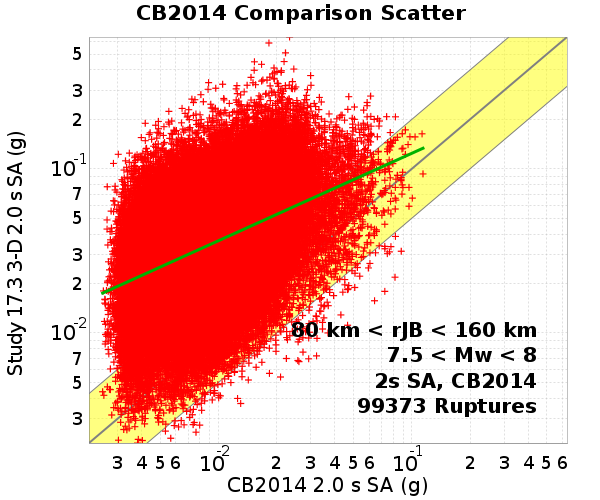 CB2014 Comparison Scatter
Study 17.3 3-D 2.0 s SA (g)
5
3
2
10-1
7
5
3
2
10-2
7
5
3
80 km < rJB < 160 km
7.5 < Mw < 8
2s SA, CB2014
99373 Ruptures
3 4 5 6 10-2 2 3 4 5 6 10-1 2 3 4 5 6
CB2014 2.0 s SA (g)